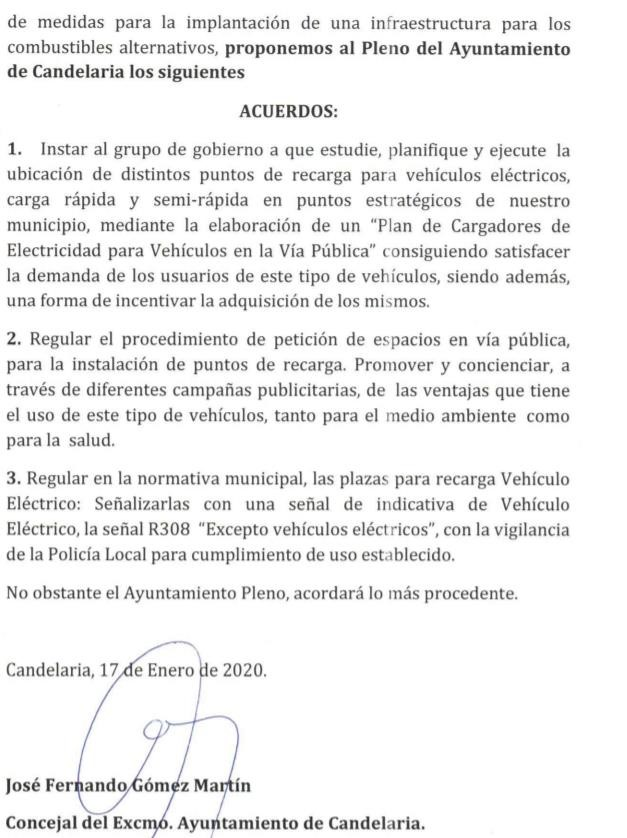 de medidas para la implantación de una infraestructura para los
combustibles alternativos, proponemos al Pleno del Ayuntamiento
de Candelaria los siguientes
ACUERDOS:
1. Instar al grupo de gobierno a que estudie, planifique y ejecute la
ubicación de distintos puntos de recarga para vehículos eléctricos,
carga rápida y semi-rápida en puntos estratégicos de nuestro
municipio, mediante la elaboración de un “Plan de Cargadores de
Electricidad para Vehículos en la Vía Pública” consiguiendo satisfacer
la demanda de los usuarios de este tipo de vehículos, siendo además,
una forma de incentivar la adquisición de los mismos.
2. Regular el procedimiento de petición de espacios en vía pública,
para la instalación de puntos de recarga. Promover y concienciar, a
través de diferentes campañas publicitarias, de las ventajas que tiene
el uso de este tipo de vehículos, tanto para el medio ambiente como
para la salud.
3. Regular en la normativa municipal, las plazas para recarga Vehículo
Eléctrico: Señalizarlas con una señal de indicativa de Vehículo
Eléctrico, la señal R308 “Excepto vehículos eléctricos”, con la vigilancia
de la Policía Local para cumplimiento de uso establecido.
No obstante el Ayuntamiento Pleno, acordará lo más procedente.
Candelaria, 17 de Enero de 2020.
José Fernando Gómez Martín
Concejal del Excmo. Ayuntamiento de Candelaria.